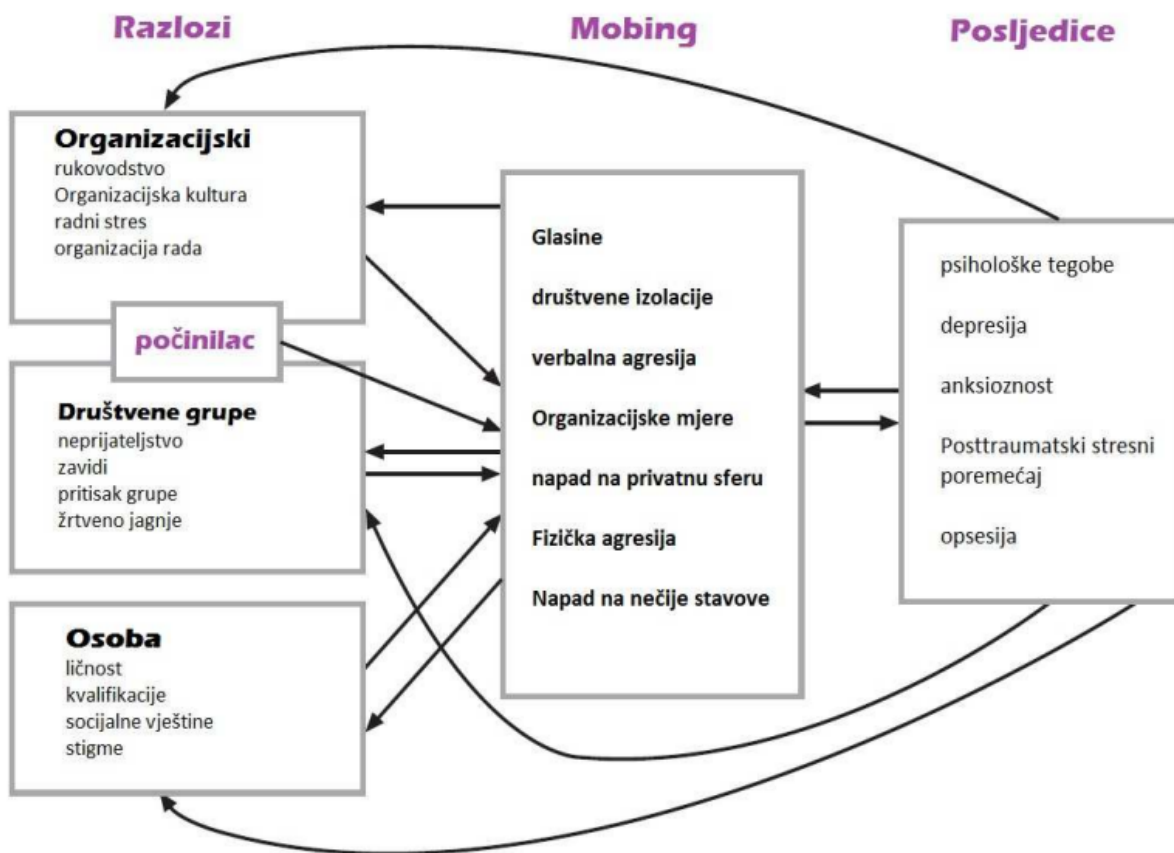 Razlozi
Mobing
Posljedice
Organizacijski
rukovodstvo
Organizacijska kultura
radni stres
organizacija rada
počinilac
Društvene grupe
neprijateljstvo
zavidi
pritisak grupe
žrtveno jagnje
Osoba
ličnost
kvalifikacije
socijalne vještine
stigme
Glasine
društvene izolacije
verbalna agresija
Organizacijske mjere
napad na privatnu sferu
Fizička agresija
Napad na nečije stavove
psihološke tegobe
depresija
anksioznost
Posttraumatski stresni
poremećaj
opsesija